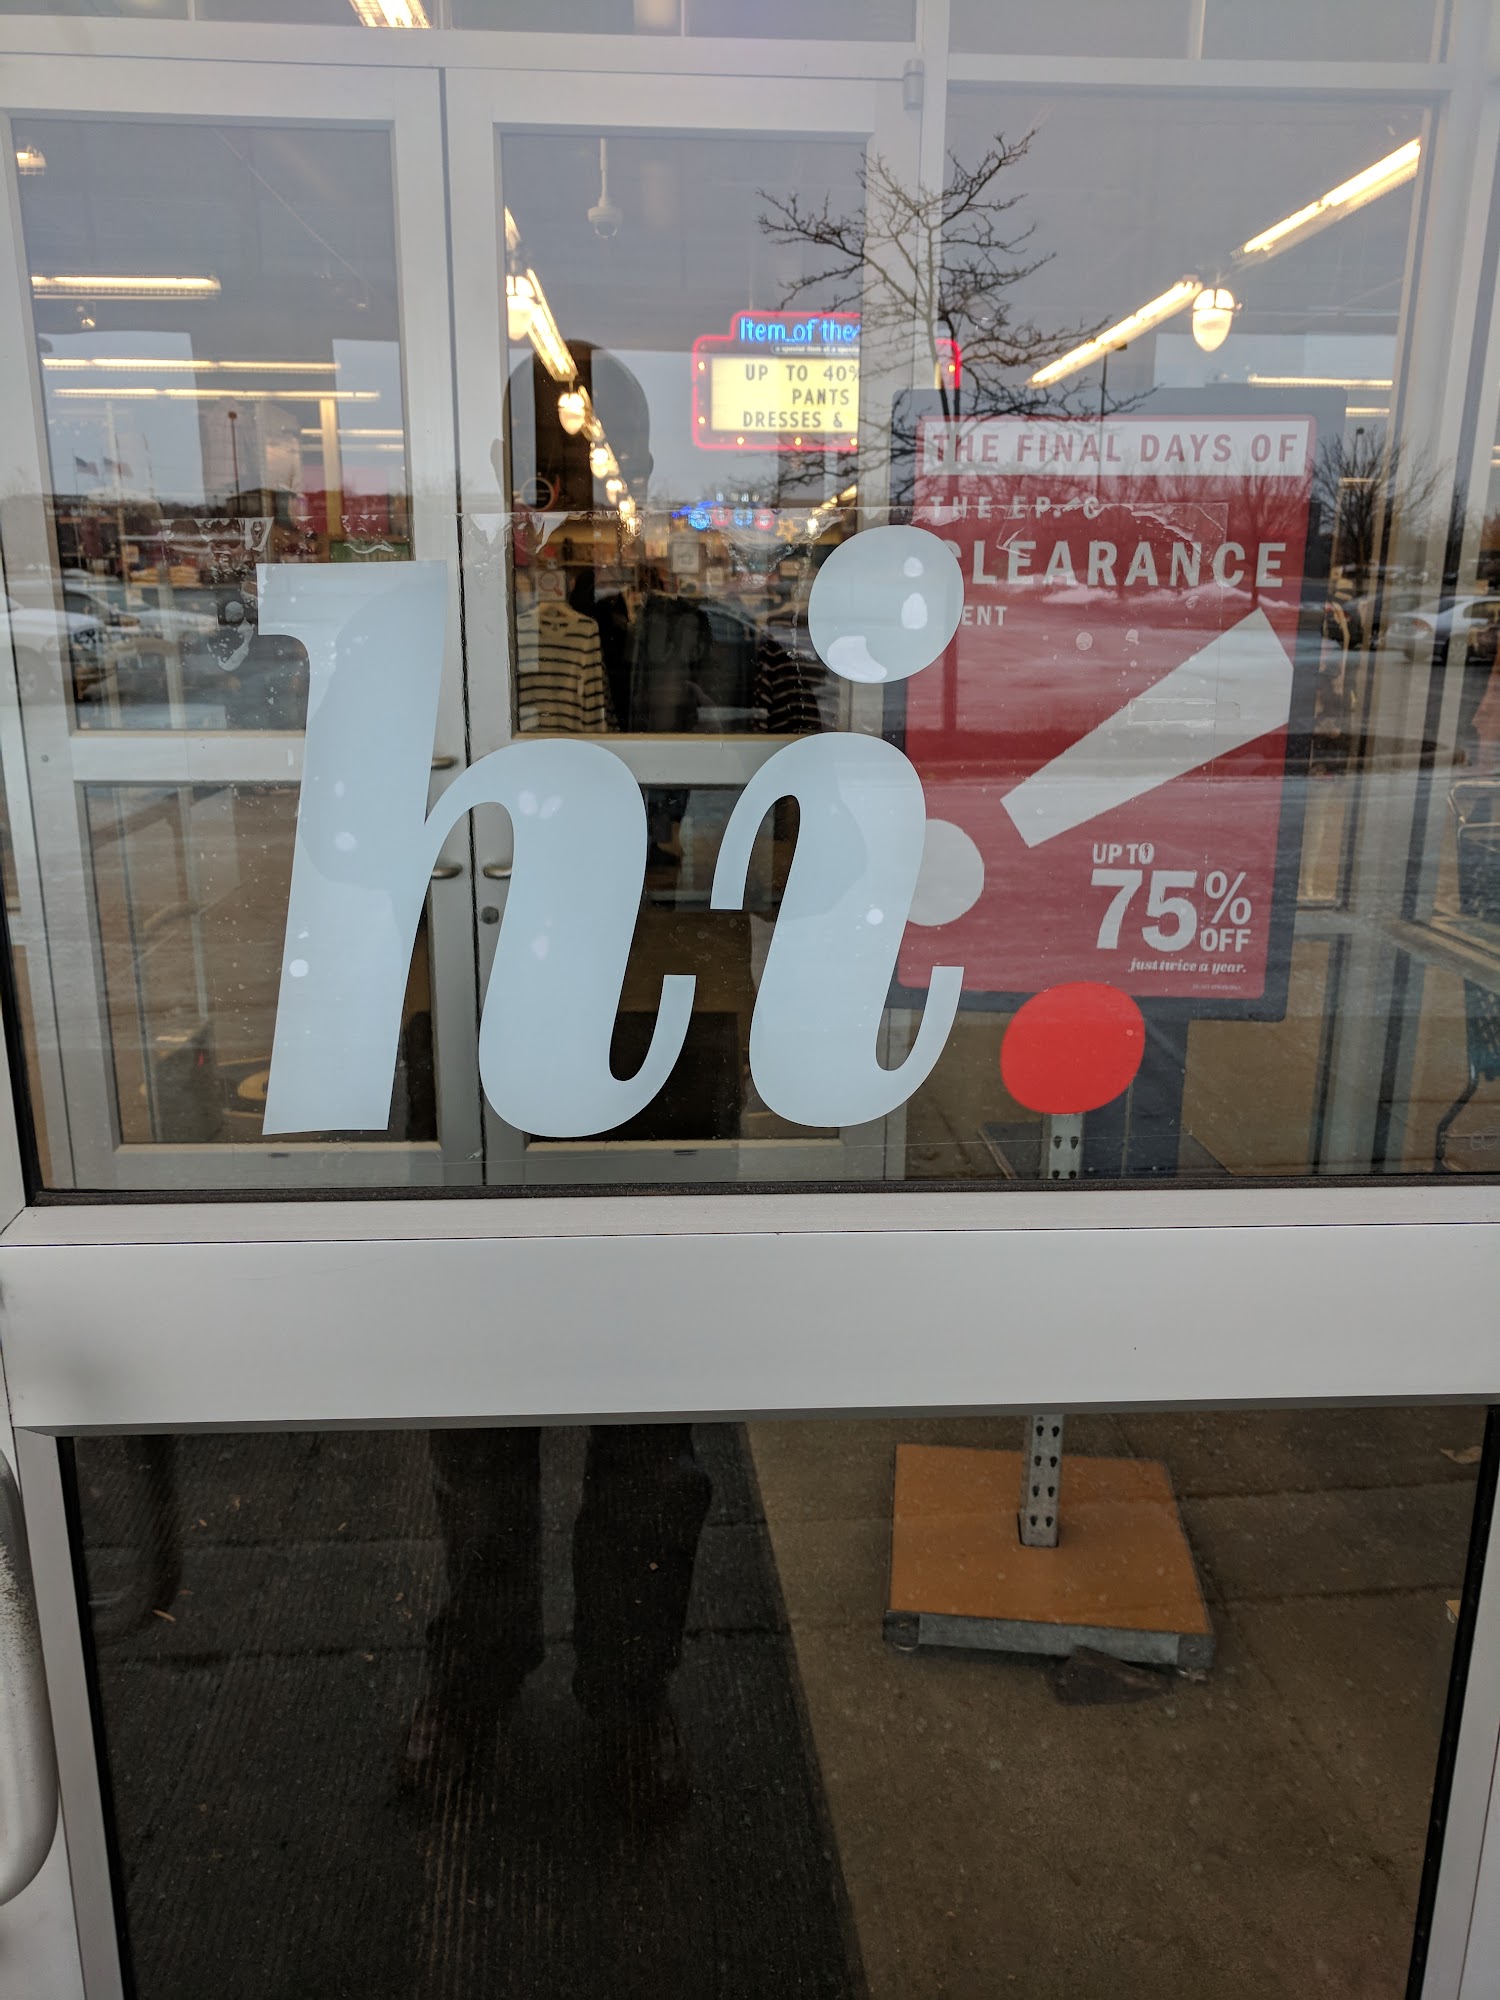 Item of the
UP TO 40%
PANTS
DRESSES &
THE FINAL DAYS OF
THE
CLEARANCE
UP TO
75%
OFF
just twice a year.
hi.